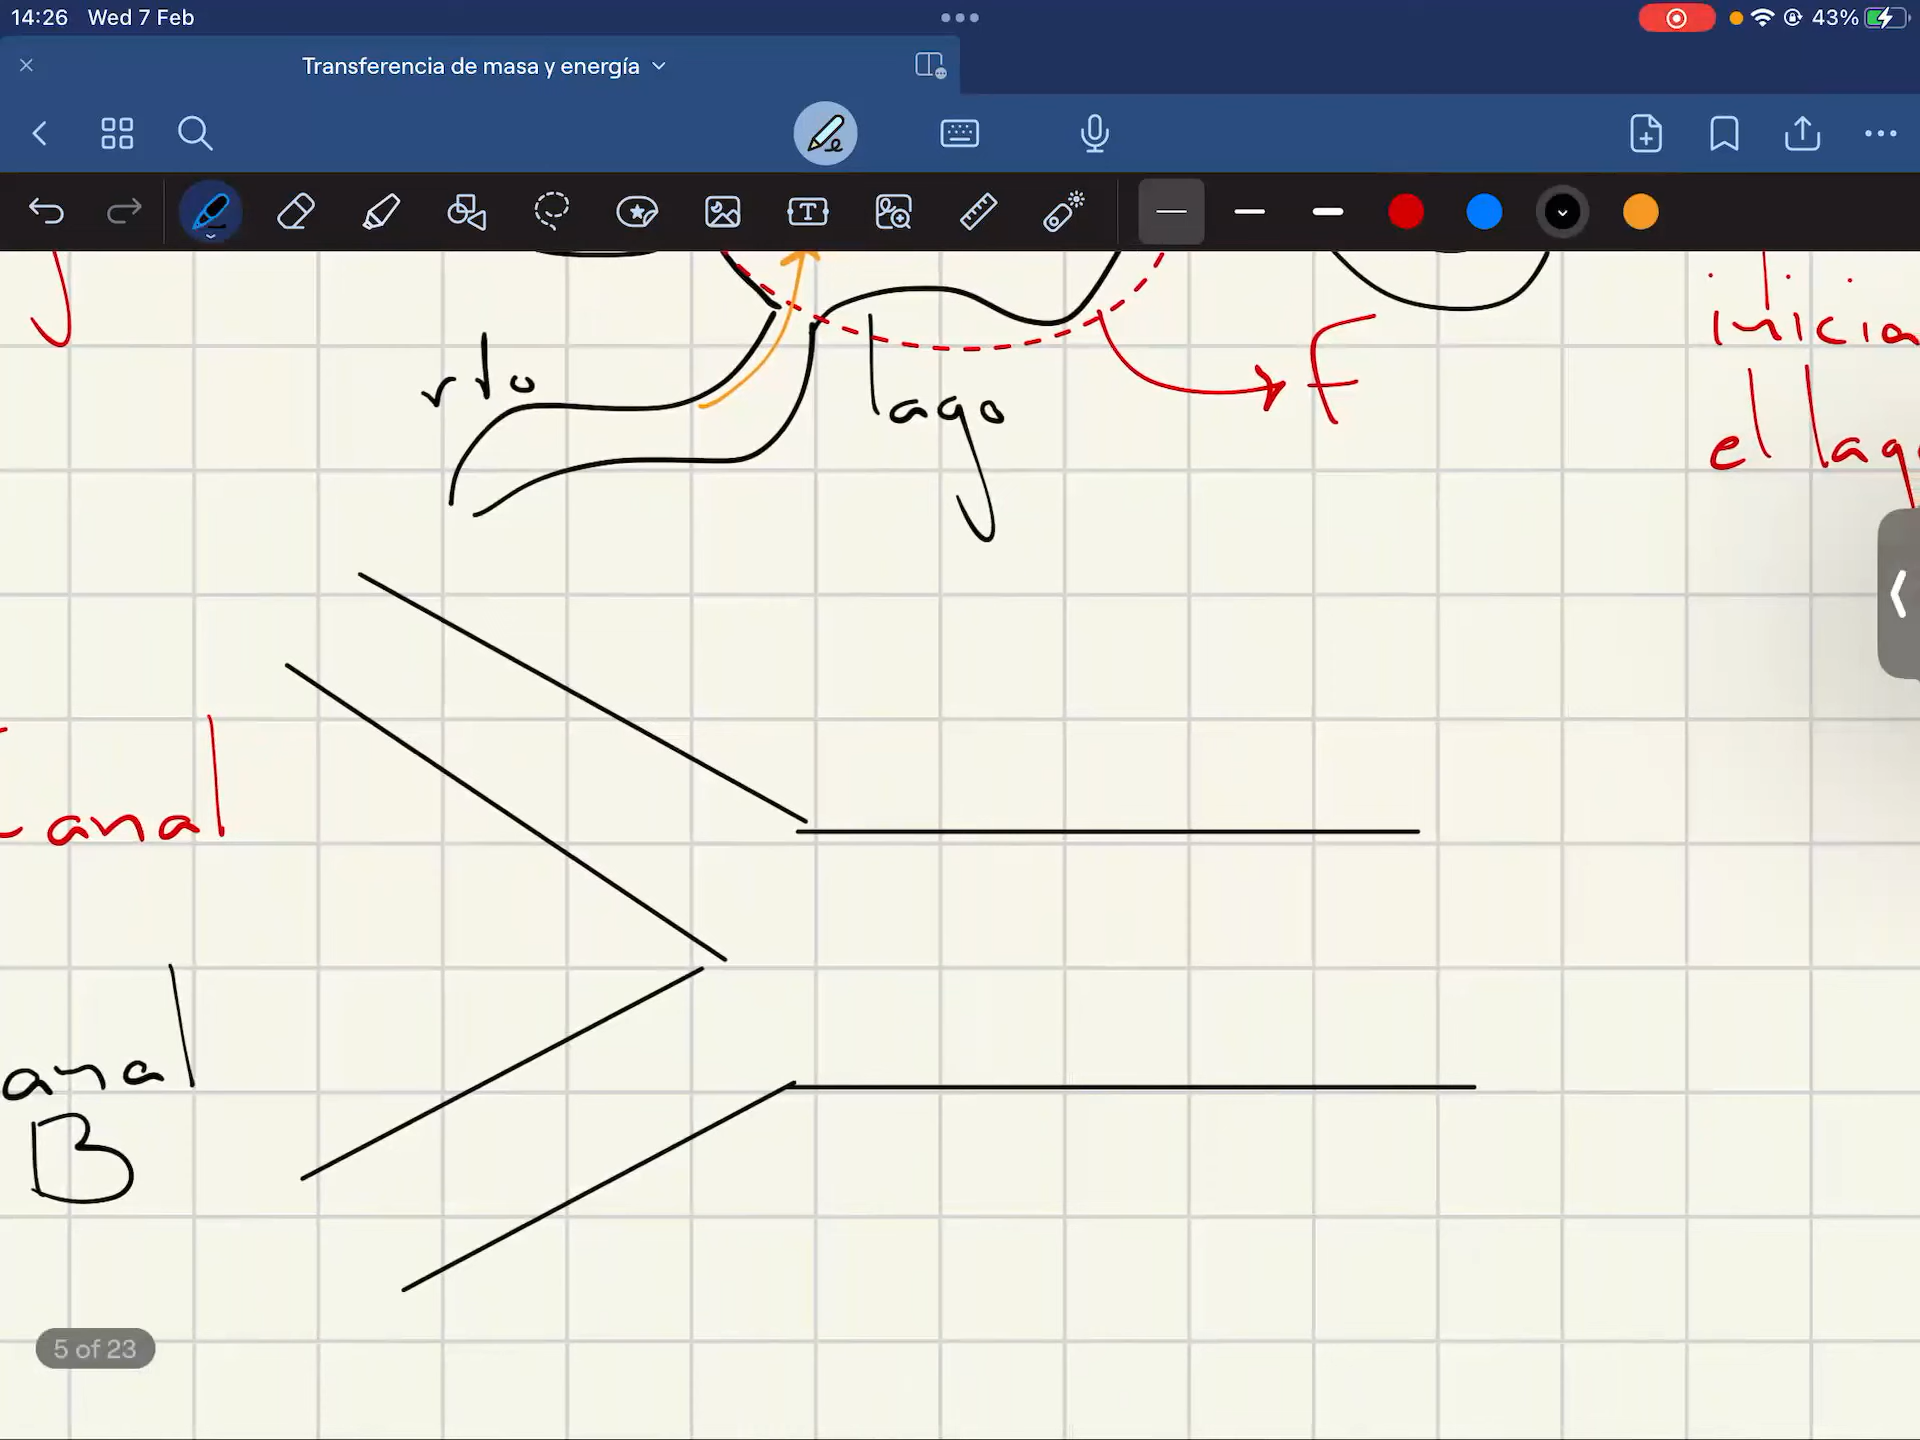 14:26 Wed 7 Feb
43%
Transferencia de masa y energía
T
inicia
río
lago
F
el lago
canal
anal
B
5 of 23